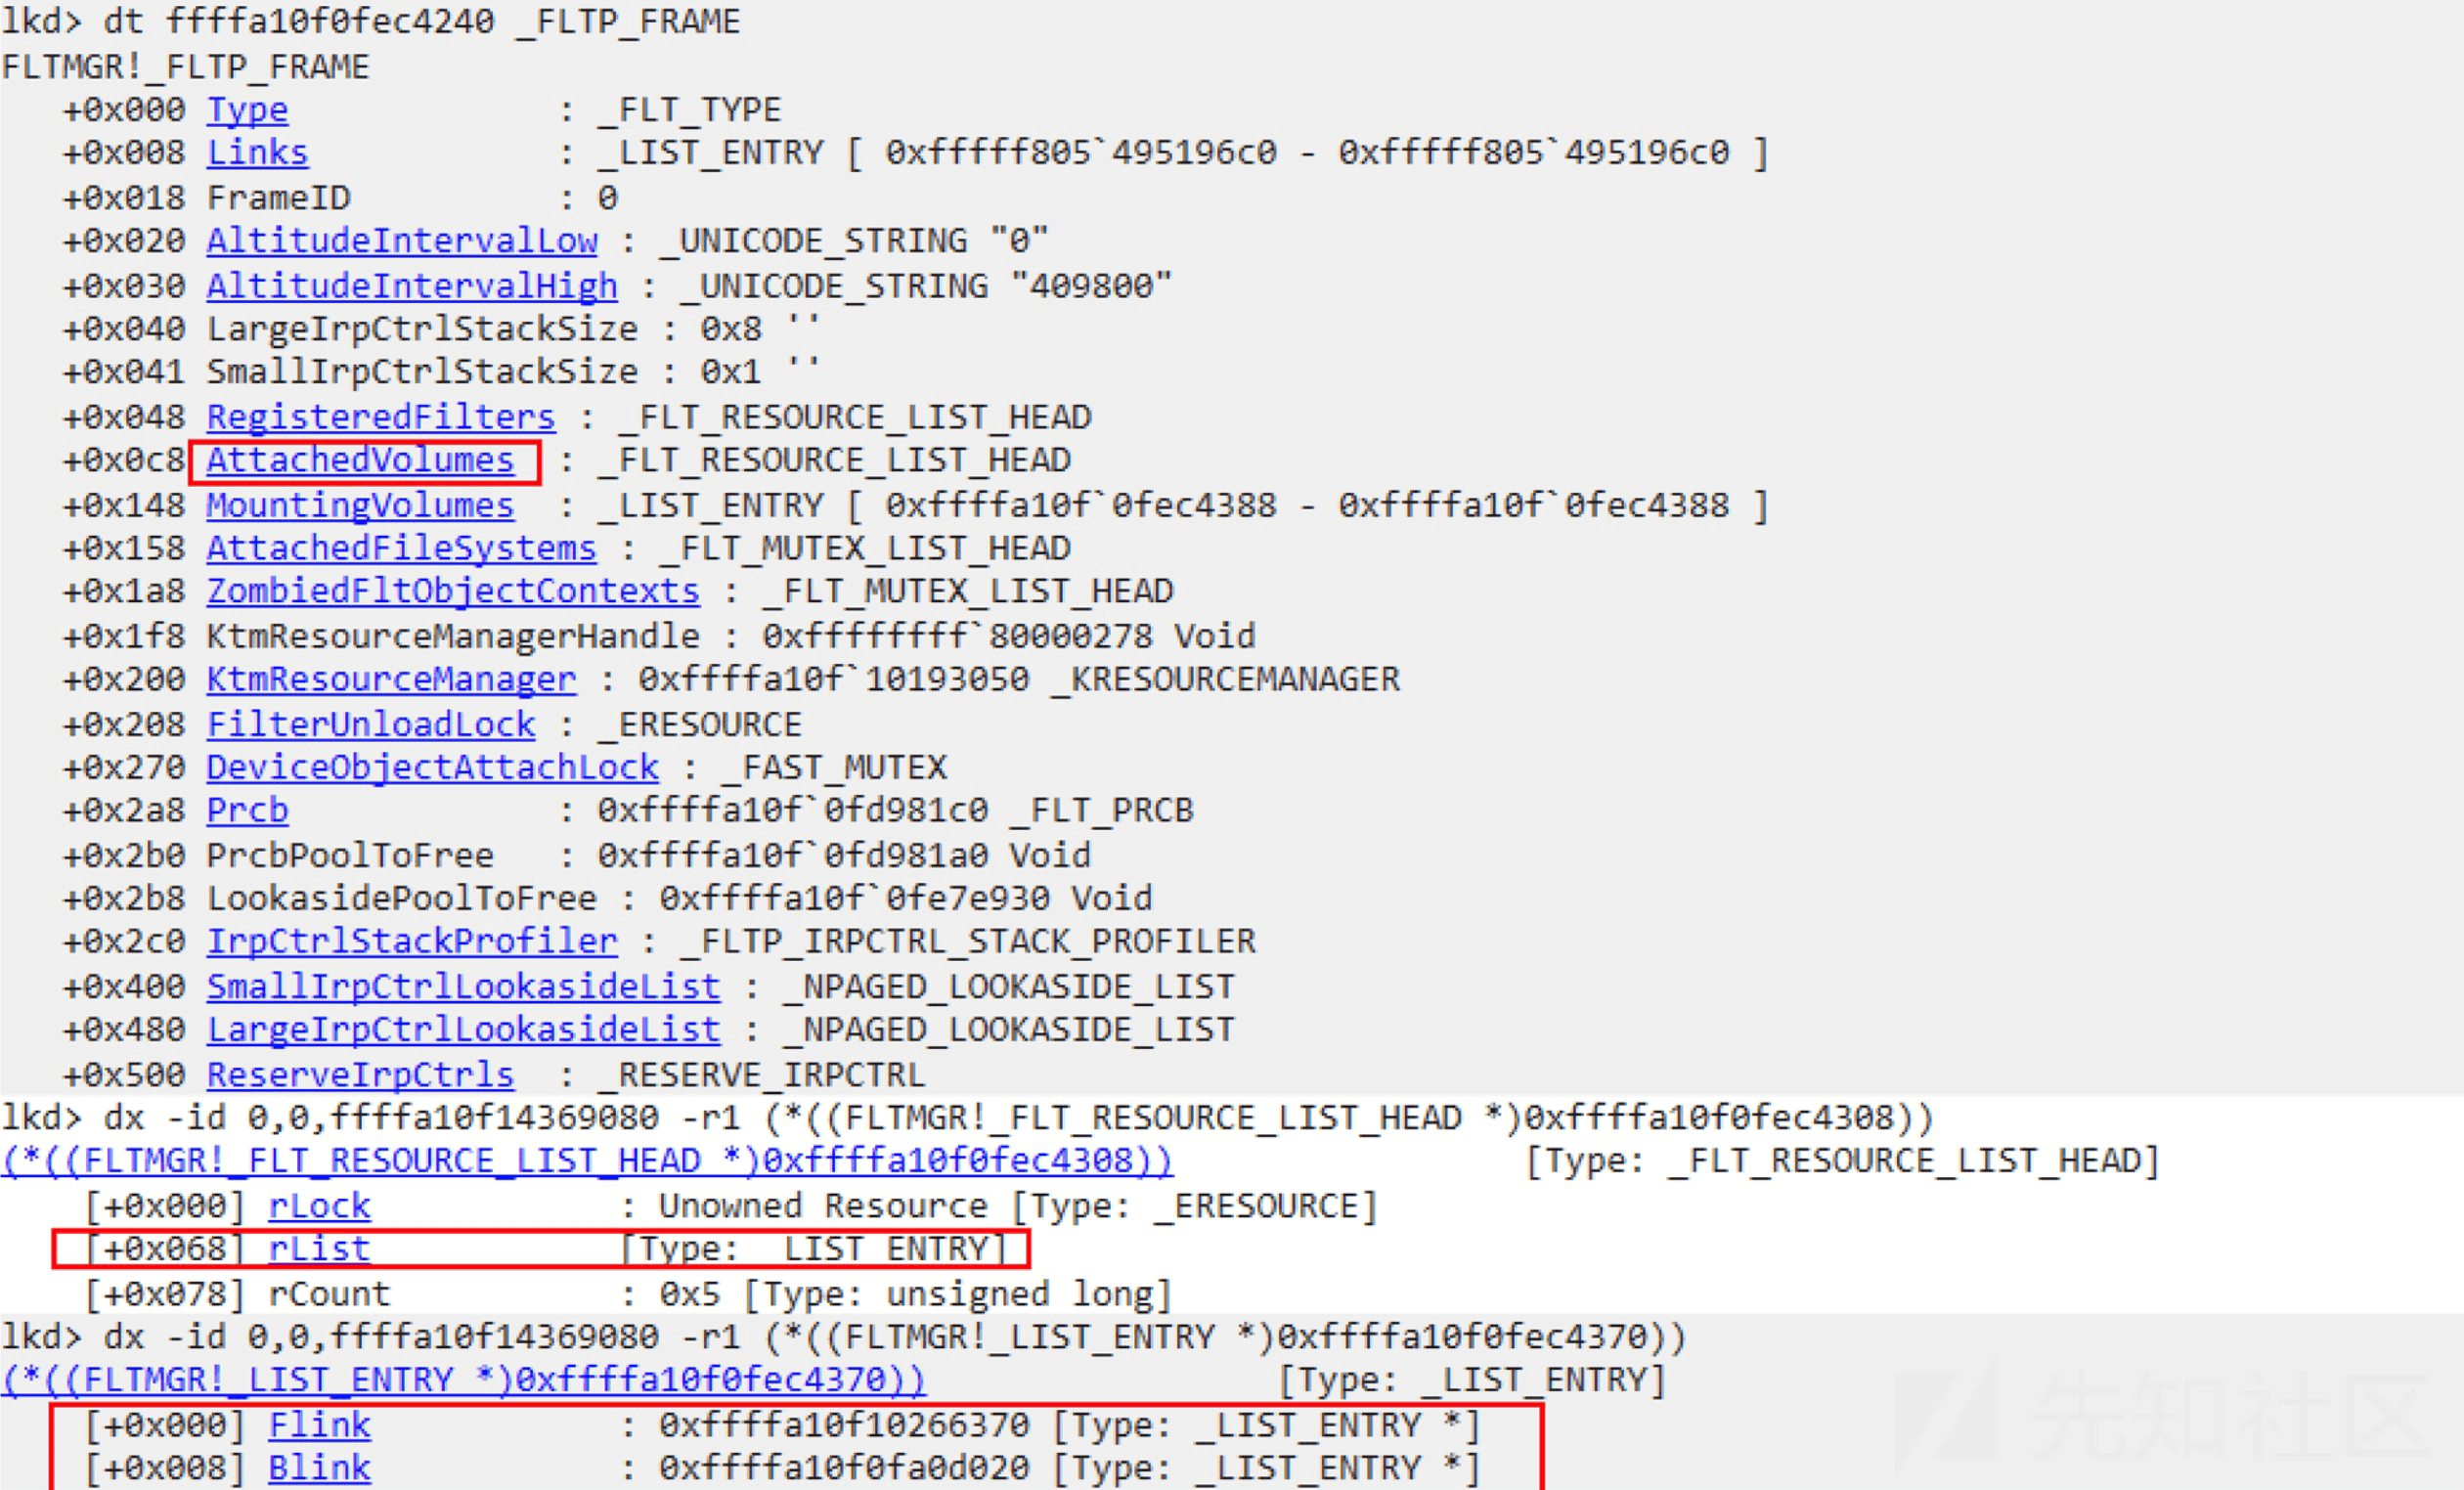 lkd> dt ffffa10f0fec4240 _FLTP_FRAME
FLTMGR!_FLTP_FRAME
   +0x000 Type             : _FLT_TYPE
   +0x008 Links            : _LIST_ENTRY [ 0xfffff805`495196c0 - 0xfffff805`495196c0 ]
   +0x018 FrameID          : 0
   +0x020 AltitudeIntervalLow : _UNICODE_STRING "0"
   +0x030 AltitudeIntervalHigh : _UNICODE_STRING "409800"
   +0x040 LargeIrpCtrlStackSize : 0x8 ''
   +0x041 SmallIrpCtrlStackSize : 0x1 ''
   +0x048 RegisteredFilters : _FLT_RESOURCE_LIST_HEAD
   +0x0c8 AttachedVolumes  : _FLT_RESOURCE_LIST_HEAD
   +0x148 MountingVolumes  : _LIST_ENTRY [ 0xffffa10f`0fec4388 - 0xffffa10f`0fec4388 ]
   +0x158 AttachedFileSystems : _FLT_MUTEX_LIST_HEAD
   +0x1a8 ZombiedFltObjectContexts : _FLT_MUTEX_LIST_HEAD
   +0x1f8 KtmResourceManagerHandle : 0xffffffff`80000278 Void
   +0x200 KtmResourceManager : 0xffffa10f`10193050 _KRESOURCEMANAGER
   +0x208 FilterUnloadLock : _ERESOURCE
   +0x270 DeviceObjectAttachLock : _FAST_MUTEX
   +0x2a8 Prcb             : 0xffffa10f`0fd981c0 _FLT_PRCB
   +0x2b0 PrcbPoolToFree   : 0xffffa10f`0fd981a0 Void
   +0x2b8 LookasidePoolToFree : 0xffffa10f`0fe7e930 Void
   +0x2c0 IrpCtrlStackProfiler : _FLTP_IRPCTRL_STACK_PROFILER
   +0x400 SmallIrpCtrlLookasideList : _NPAGED_LOOKASIDE_LIST
   +0x480 LargeIrpCtrlLookasideList : _NPAGED_LOOKASIDE_LIST
   +0x500 ReserveIrpCtrls  : _RESERVE_IRPCTRL
lkd> dx -id 0,0,ffffa10f14369080 -r1 (*((FLTMGR!_FLT_RESOURCE_LIST_HEAD *)0xffffa10f0fec4308))
(*((FLTMGR!_FLT_RESOURCE_LIST_HEAD *)0xffffa10f0fec4308))                 [Type: _FLT_RESOURCE_LIST_HEAD]
    [+0x000] rLock            : Unowned Resource [Type: _ERESOURCE]
    [+0x068] rList            [Type: _LIST_ENTRY]
    [+0x078] rCount           : 0x5 [Type: unsigned long]
lkd> dx -id 0,0,ffffa10f14369080 -r1 (*((FLTMGR!_LIST_ENTRY *)0xffffa10f0fec4370))
(*((FLTMGR!_LIST_ENTRY *)0xffffa10f0fec4370))                 [Type: _LIST_ENTRY]
    [+0x000] Flink            : 0xffffa10f10266370 [Type: _LIST_ENTRY *]
    [+0x008] Blink            : 0xffffa10f0fa0d020 [Type: _LIST_ENTRY *]
先知社区